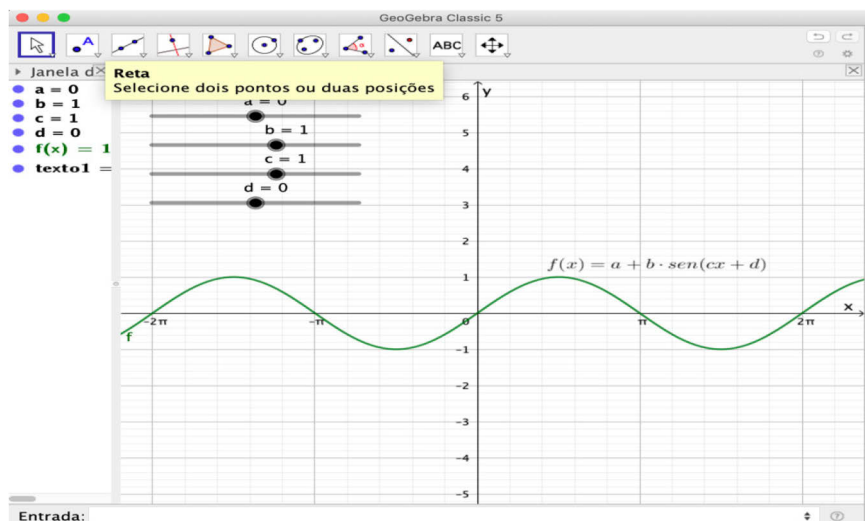 GeoGebra Classic 5
A
ABC
Janela d
Reta
Selecione dois pontos ou duas posições
a = 0
b = 1
c = 1
d = 0
f(x) = 1
texto1 =
a = 0
b = 1
c = 1
d = 0
y
6
5
4
3
2
1
0
-1
-2
-3
-4
-5
f(x) = a + b · sen(cx + d)
x
-2π
-π
π
2π
f
Entrada: